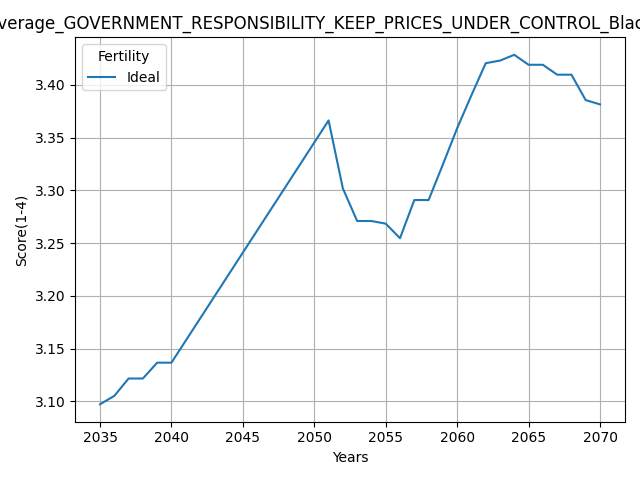 verage_GOVERNMENT_RESPONSIBILITY_KEEP_PRICES_UNDER_CONTROL_Blac
Fertility
Ideal
3.40
3.35
3.30
3.25
3.20
3.15
3.10
Score(1-4)
2035 2040 2045 2050 2055 2060 2065 2070
Years